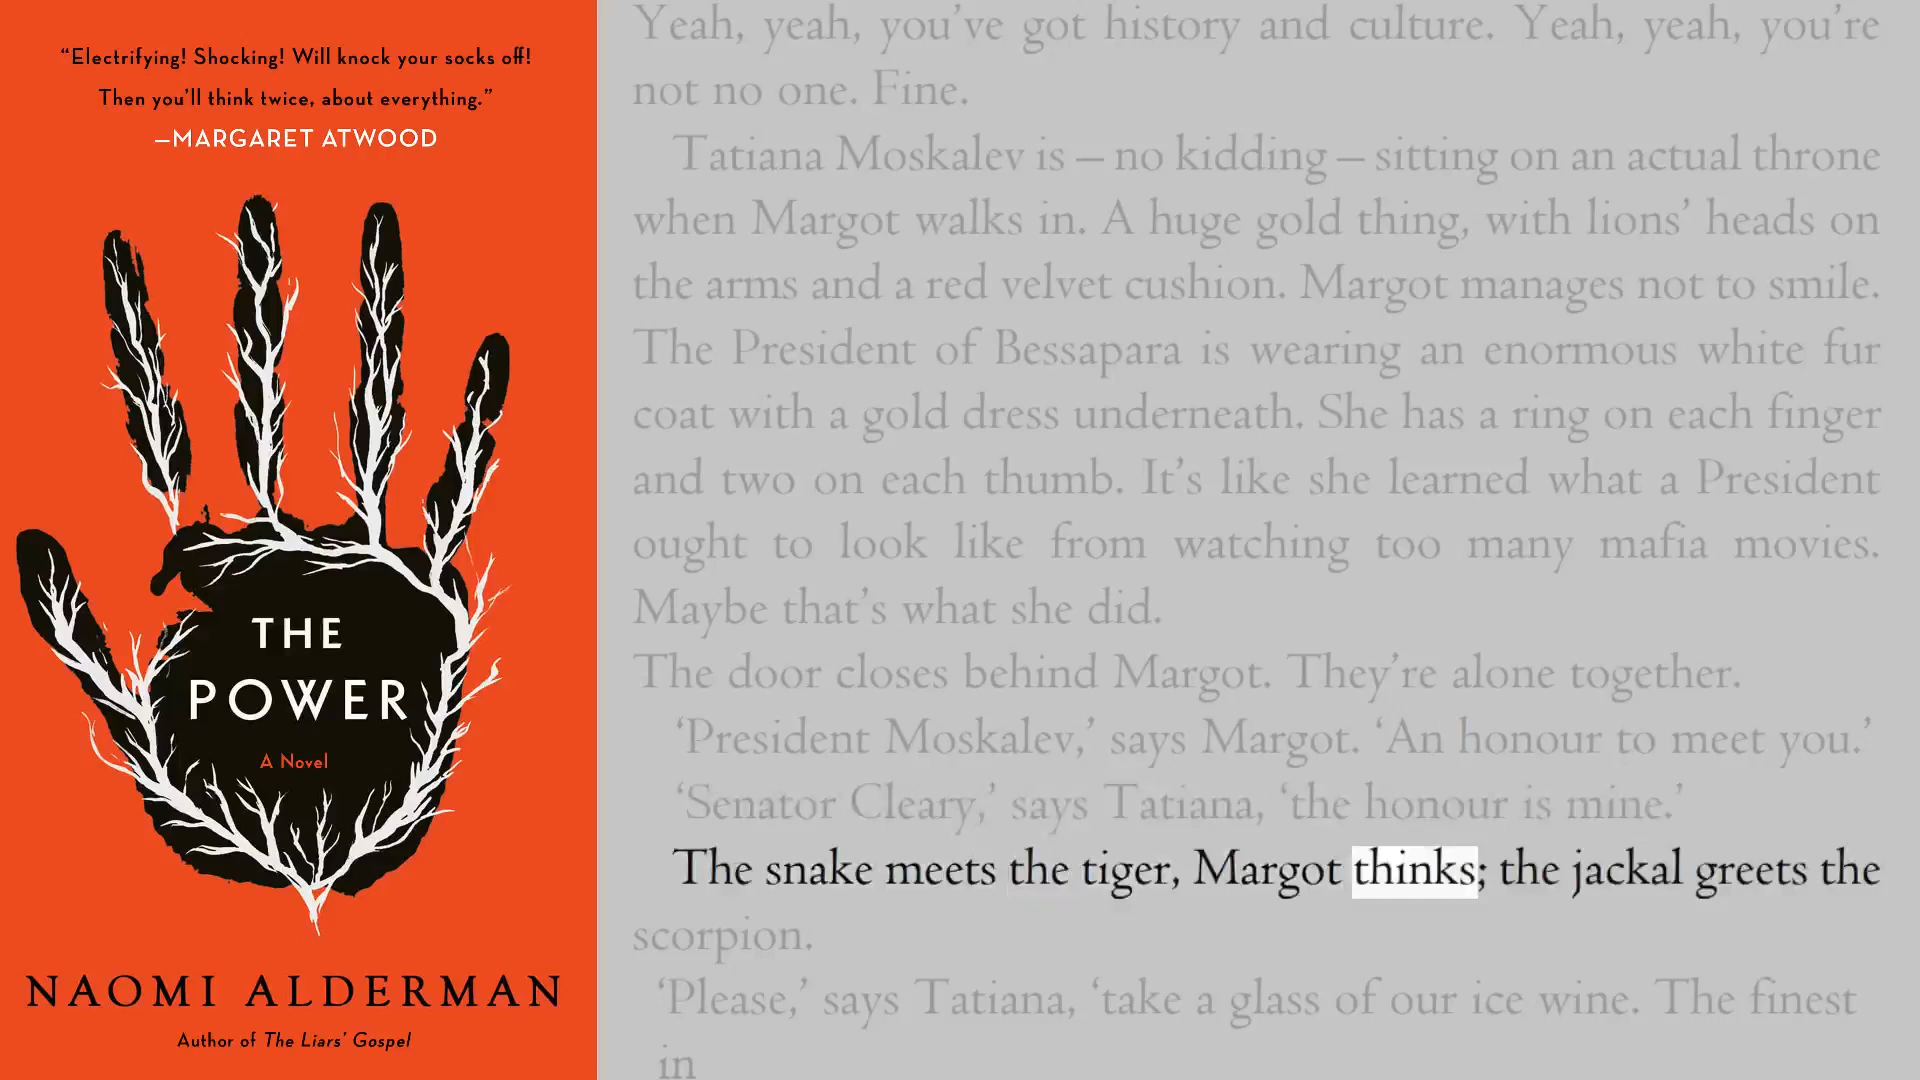 “Electrifying! Shocking! Will knock your socks off!
Then you’ll think twice, about everything.”
—MARGARET ATWOOD
THE
POWER
A Novel
NAOMI ALDERMAN
Author of The Liars’ Gospel
Yeah, yeah, you’ve got history and culture. Yeah, yeah, you’re
not no one. Fine.
Tatiana Moskalev is – no kidding – sitting on an actual throne
when Margot walks in. A huge gold thing, with lions’ heads on
the arms and a red velvet cushion. Margot manages not to smile.
The President of Bessapara is wearing an enormous white fur
coat with a gold dress underneath. She has a ring on each finger
and two on each thumb. It’s like she learned what a President
ought to look like from watching too many mafia movies.
Maybe that’s what she did.
The door closes behind Margot. They’re alone together.
‘President Moskalev,’ says Margot. ‘An honour to meet you.’
‘Senator Cleary,’ says Tatiana, ‘the honour is mine.’
The snake meets the tiger, Margot thinks; the jackal greets the
scorpion.
‘Please,’ says Tatiana, ‘take a glass of our ice wine. The finest
in